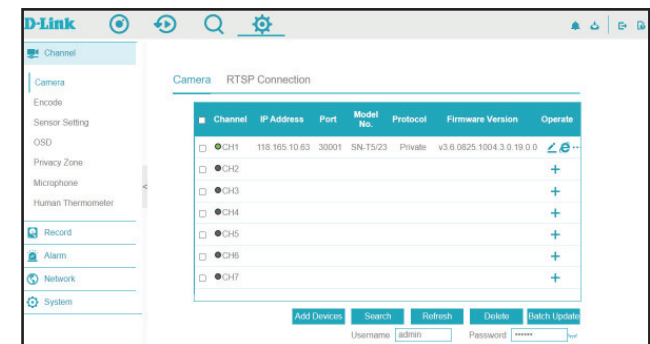 D-Link
Channel
Camera
Encode
Sensor Setting
OSD
Privacy Zone
Microphone
Human Thermometer
Record
Alarm
Network
System
Camera RTSP Connection
Channel IP Address Port Model No. Protocol Firmware Version Operate
CH1 118.165.10.63 30001 SN-T5/23 Private v3.6.0825.1004.3.0.19.0.0
CH2
CH3
CH4
CH5
CH6
CH7
Add Devices Search Refresh Delete Batch Update
Username admin Password ••••••